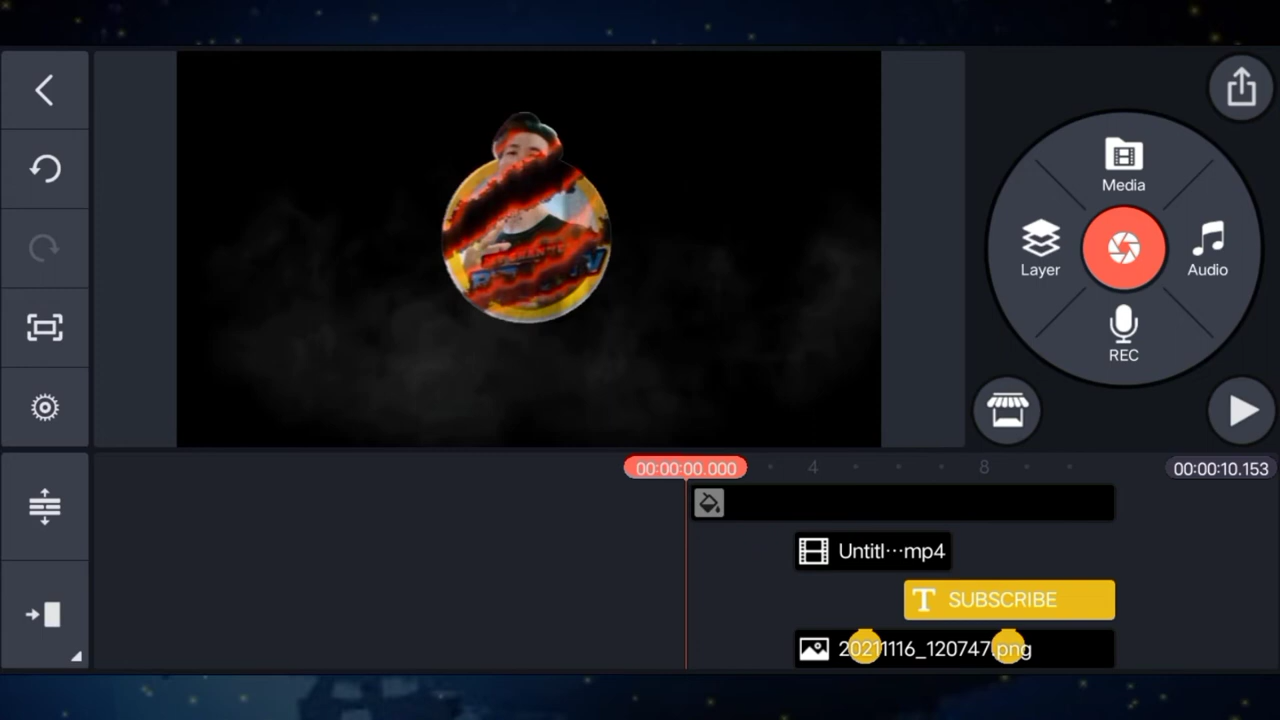 Media
Layer
Audio
REC
00:00:00.000
4
8
00:00:10.153
Untitl···mp4
T SUBSCRIBE
20211116_120747.png